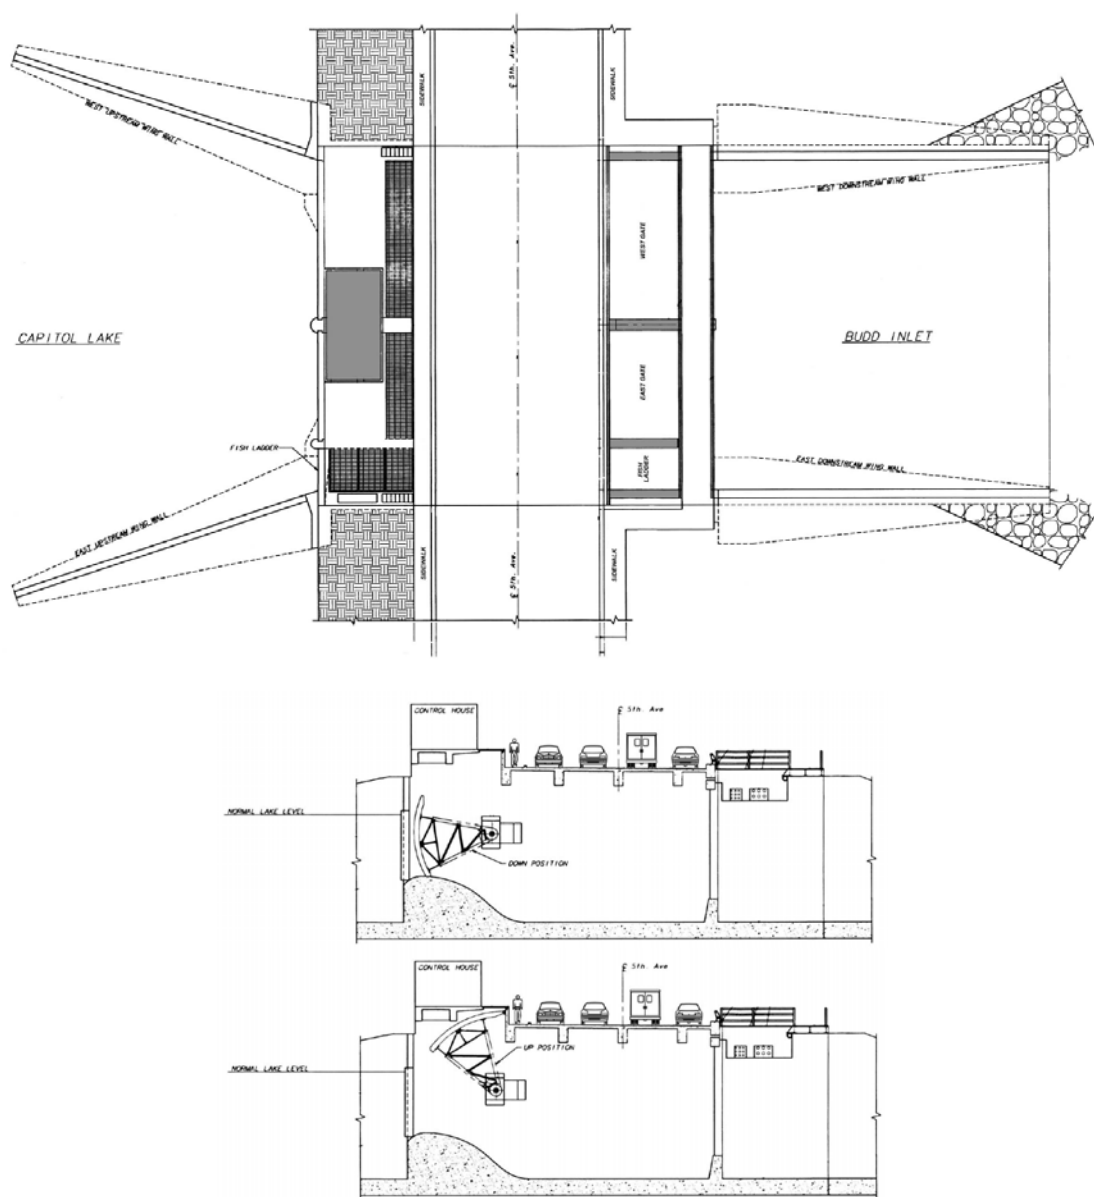 SIDEWALK
℄ 5th. Ave.
SIDEWALK
WEST UPSTREAM WING WALL
WEST DOWNSTREAM WING WALL
WEST GATE
CAPITOL LAKE
BUDD INLET
EAST GATE
FISH LADDER
FISH
LADDER
EAST DOWNSTREAM WING WALL
EAST UPSTREAM WING WALL
SIDEWALK
℄ 5th. Ave.
SIDEWALK
CONTROL HOUSE
℄ 5th. Ave
NORMAL LAKE LEVEL
DOWN POSITION
CONTROL HOUSE
℄ 5th. Ave
UP POSITION
NORMAL LAKE LEVEL